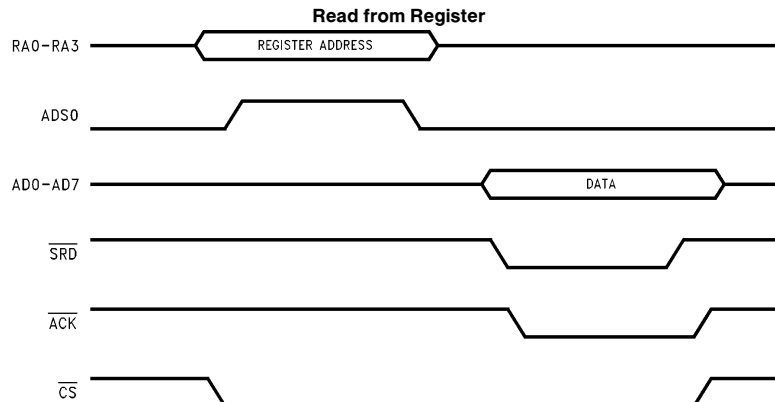 Read from Register
RA0-RA3
REGISTER ADDRESS
ADS0
AD0-AD7
DATA
SRD
ACK
CS